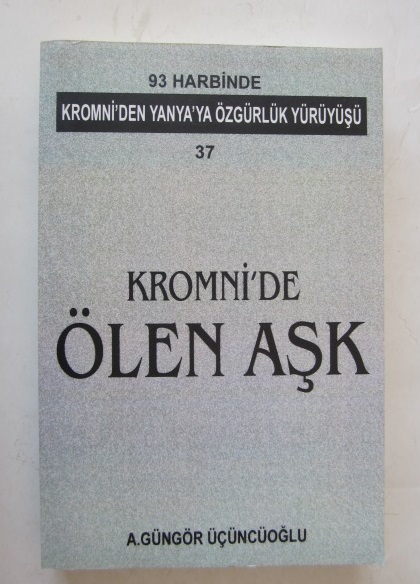 93 HARBİNDE
KROMNİ'DEN YANYA'YA ÖZGÜRLÜK YÜRÜYÜŞÜ
37
KROMNİ'DE
ÖLEN AŞK
A.GÜNGÖR ÜÇÜNCÜOĞLU